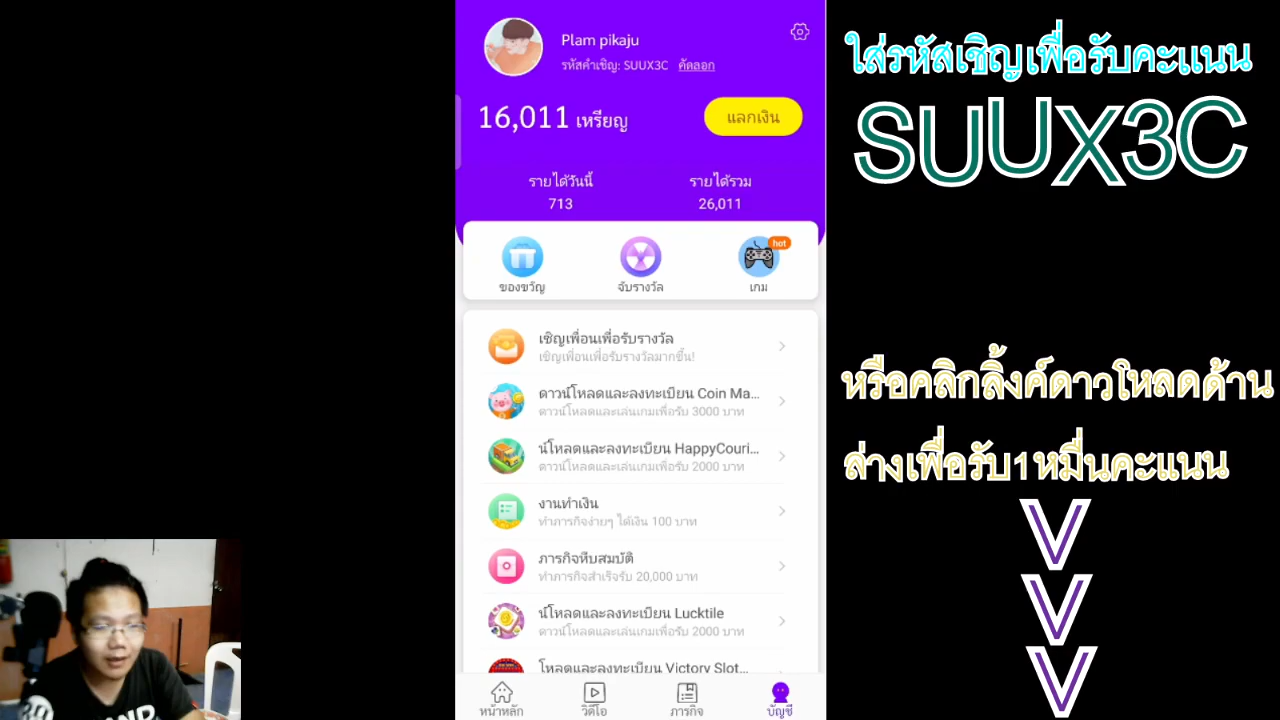 Plam pikaju
รหัสคำเชิญ: SUUX3C คัดลอก
16,011 เหรียญ
แลกเงิน
รายได้วันนี้
713
รายได้รวม
26,011
ของขวัญ
จับรางวัล
hot
เกม
เชิญเพื่อนเพื่อรับรางวัล
เชิญเพื่อนเพื่อรับรางวัลมากขึ้น!
ดาวน์โหลดและลงทะเบียน Coin Ma...
ดาวน์โหลดและเล่นเกมเพื่อรับ 3000 บาท
น์โหลดและลงทะเบียน HappyCouri...
ดาวน์โหลดและเล่นเกมเพื่อรับ 2000 บาท
งานทำเงิน
ทำภารกิจง่ายๆ ได้เงิน 100 บาท
ภารกิจหีบสมบัติ
ทำภารกิจสำเร็จรับ 20,000 บาท
น์โหลดและลงทะเบียน Lucktile
ดาวน์โหลดและเล่นเกมเพื่อรับ 2000 บาท
โหลดและลงทะเบียน Victory Slot...
หน้าหลัก
วิดีโอ
ภารกิจ
บัญชี
ใส่รหัสเชิญเพื่อรับคะแนน
SUUX3C
หรือคลิกลิ้งค์ดาวโหลดด้าน
ล่างเพื่อรับ1หมื่นคะแนน
V
V
V